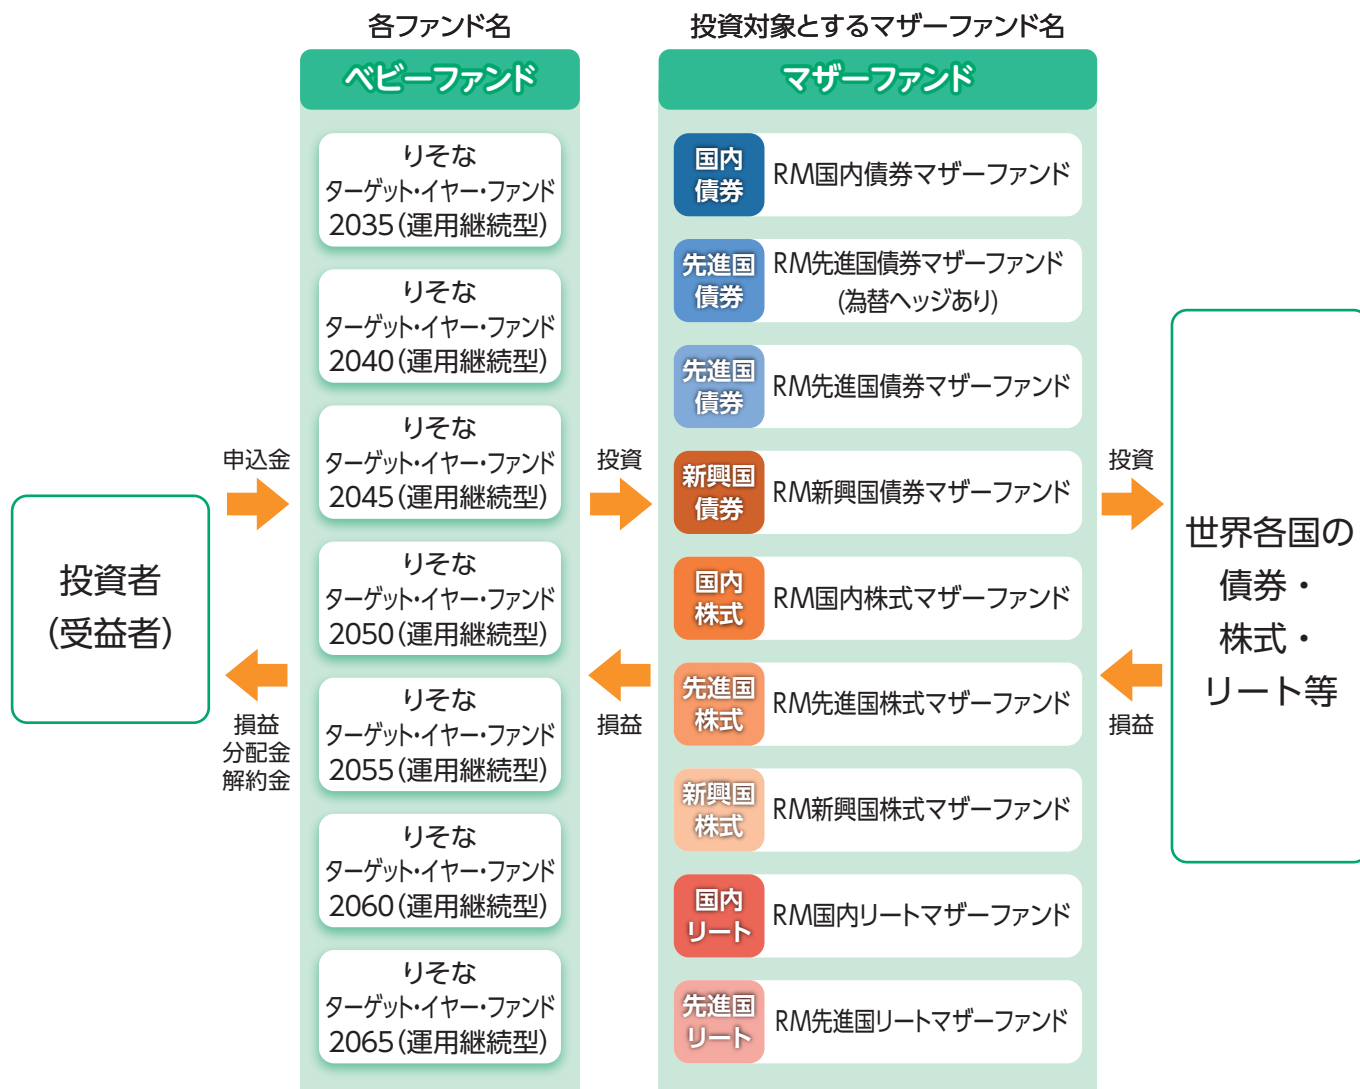 各ファンド名
ベビーファンド
りそな
ターゲット・イヤー・ファンド
2035(運用継続型)
りそな
ターゲット・イヤー・ファンド
2040(運用継続型)
りそな
ターゲット・イヤー・ファンド
2045(運用継続型)
りそな
ターゲット・イヤー・ファンド
2050(運用継続型)
りそな
ターゲット・イヤー・ファンド
2055(運用継続型)
りそな
ターゲット・イヤー・ファンド
2060(運用継続型)
りそな
ターゲット・イヤー・ファンド
2065(運用継続型)
投資対象とするマザーファンド名
マザーファンド
国内
債券
RM国内債券マザーファンド
先進国
債券
RM先進国債券マザーファンド
(為替ヘッジあり)
先進国
債券
RM先進国債券マザーファンド
新興国
債券
RM新興国債券マザーファンド
国内
株式
RM国内株式マザーファンド
先進国
株式
RM先進国株式マザーファンド
新興国
株式
RM新興国株式マザーファンド
国内
リート
RM国内リートマザーファンド
先進国
リート
RM先進国リートマザーファンド
投資者
(受益者)
申込金
損益
分配金
解約金
投資
損益
投資
損益
世界各国の
債券・
株式・
リート等